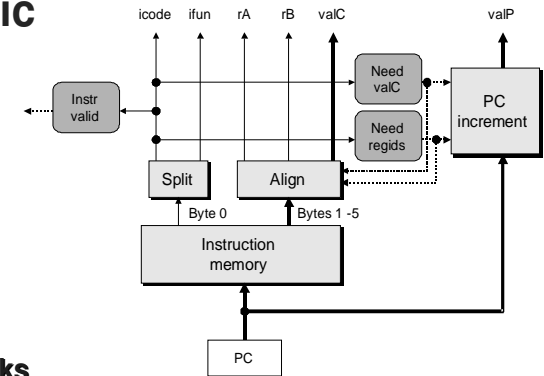 IC
icode ifun rA rB valC valP
Need
valC
Instr
valid
PC
increment
Need
regids
Split
Align
Byte 0
Bytes 1 -5
Instruction
memory
PC
ks